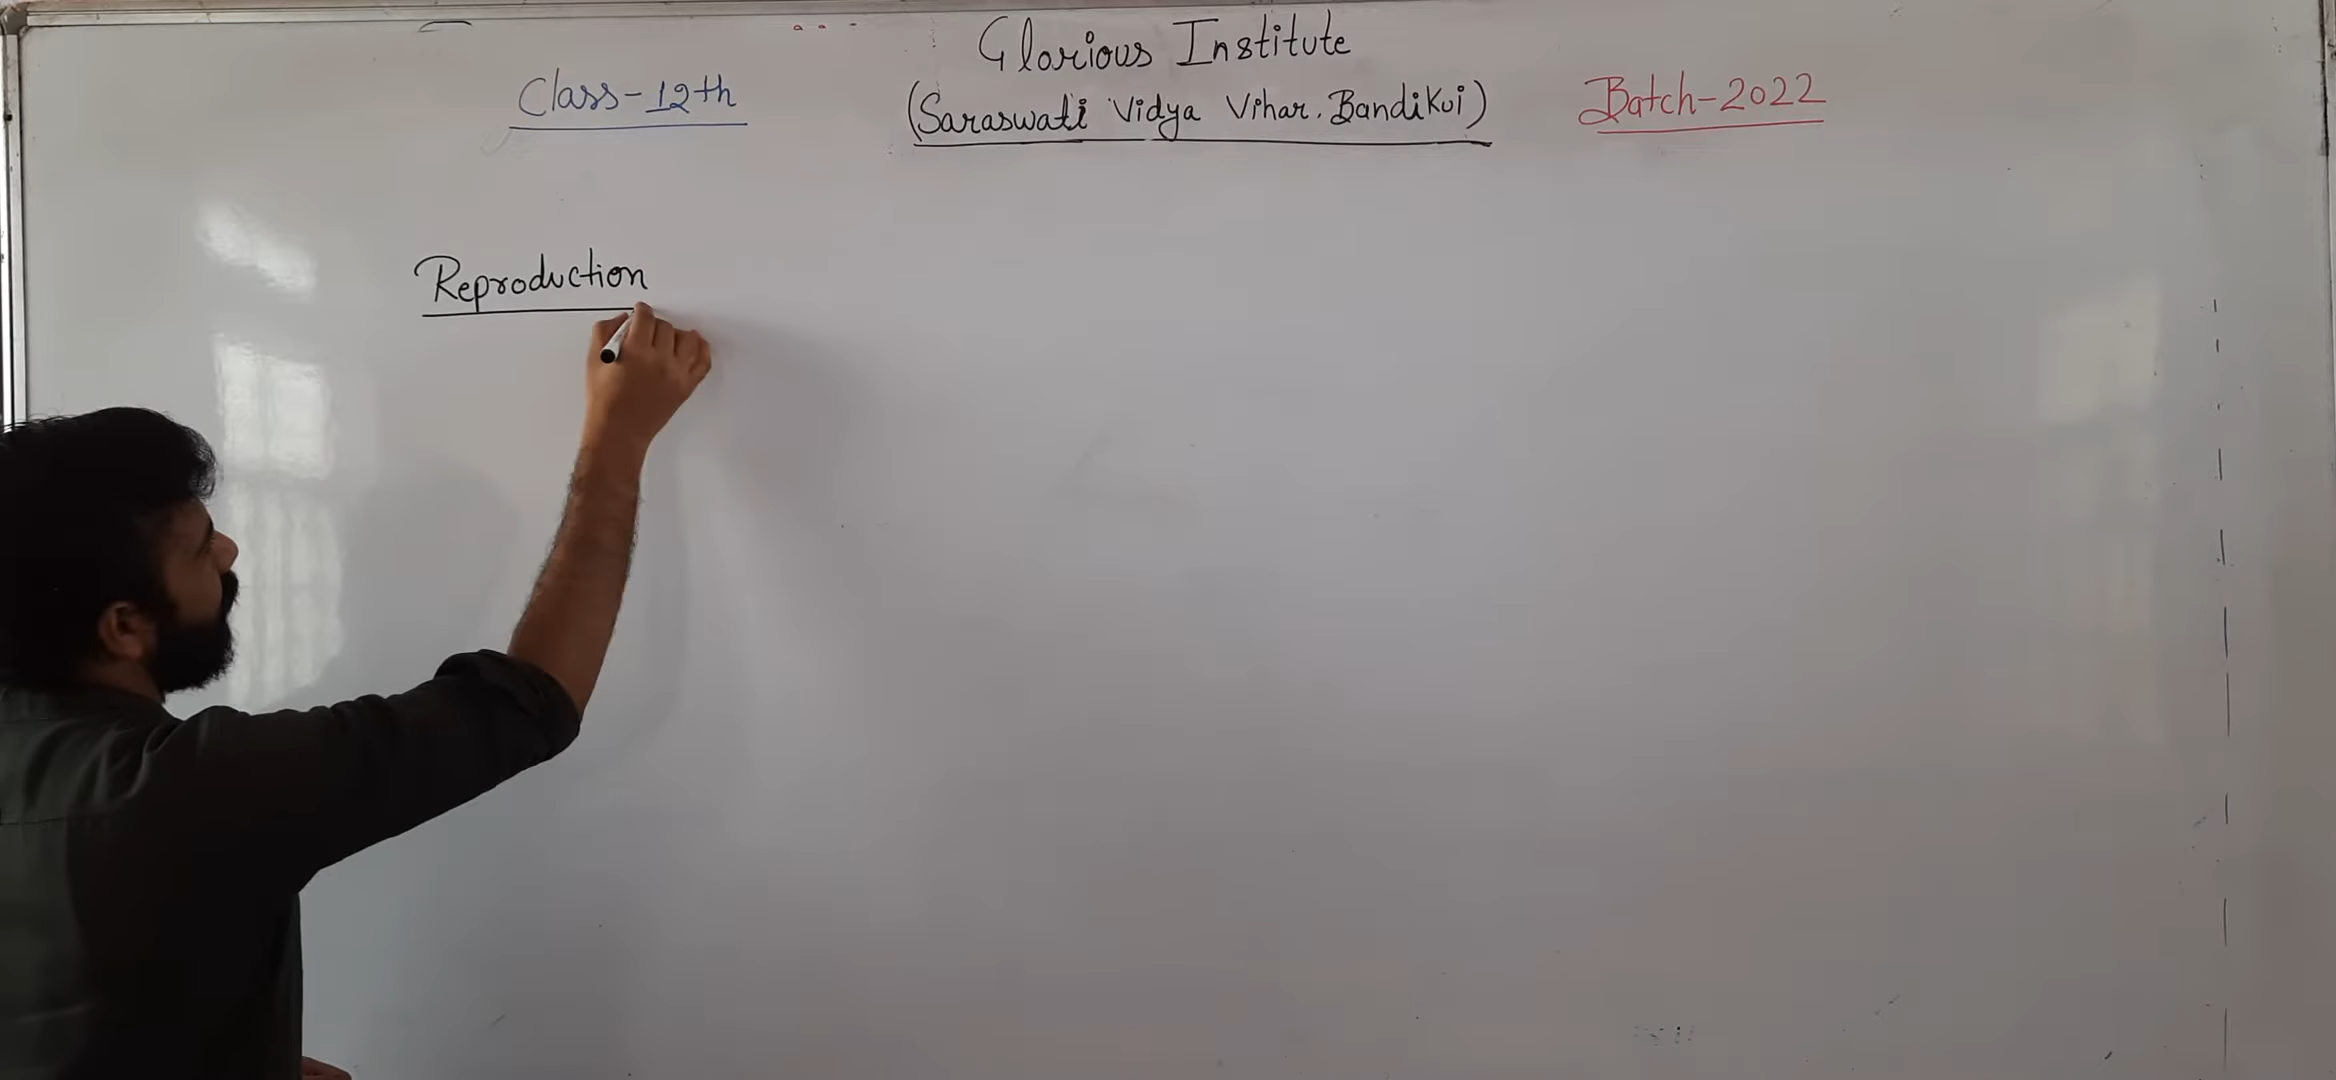 Glorious Institute
Class-12th
(Saraswati Vidya Vihar, Bandikui)
Batch-2022
Reproduction